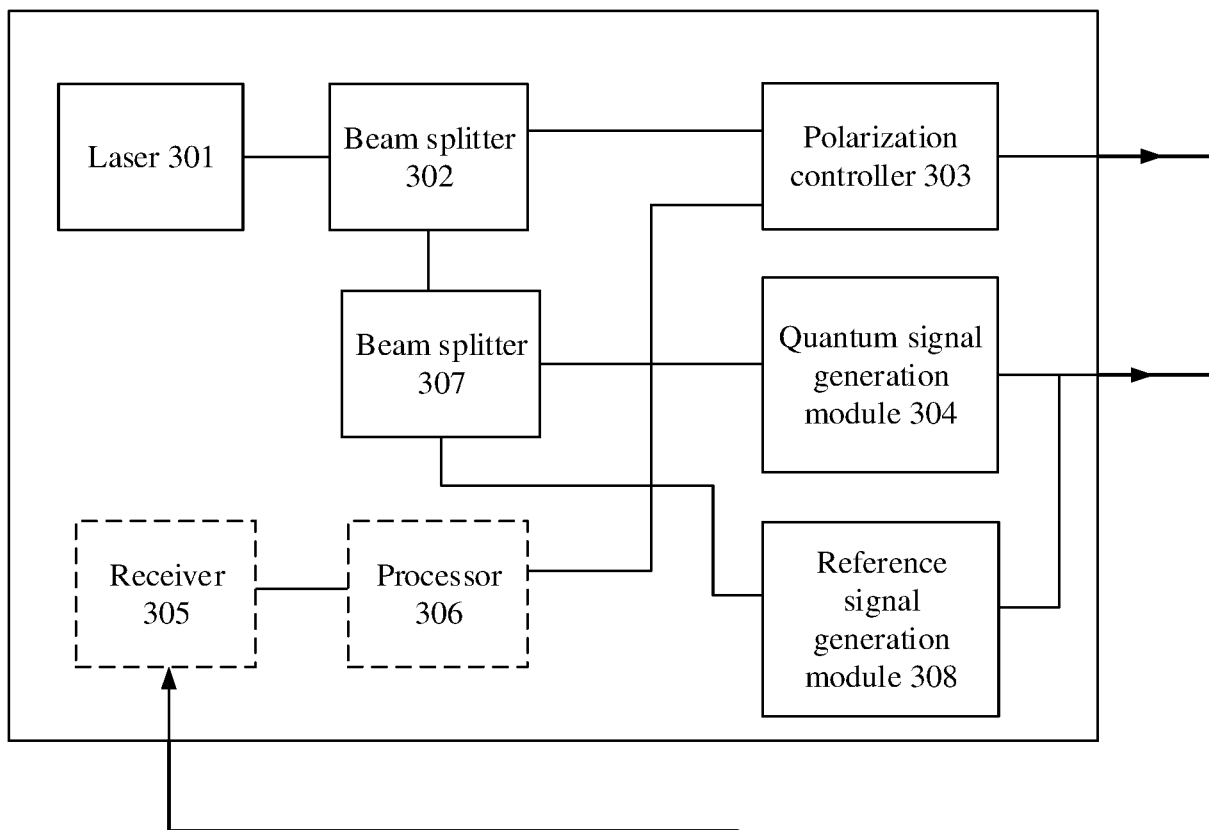 Laser 301
Beam splitter
302
Polarization
controller 303
Beam splitter
307
Quantum signal
generation
module 304
Receiver
305
Processor
306
Reference
signal
generation
module 308